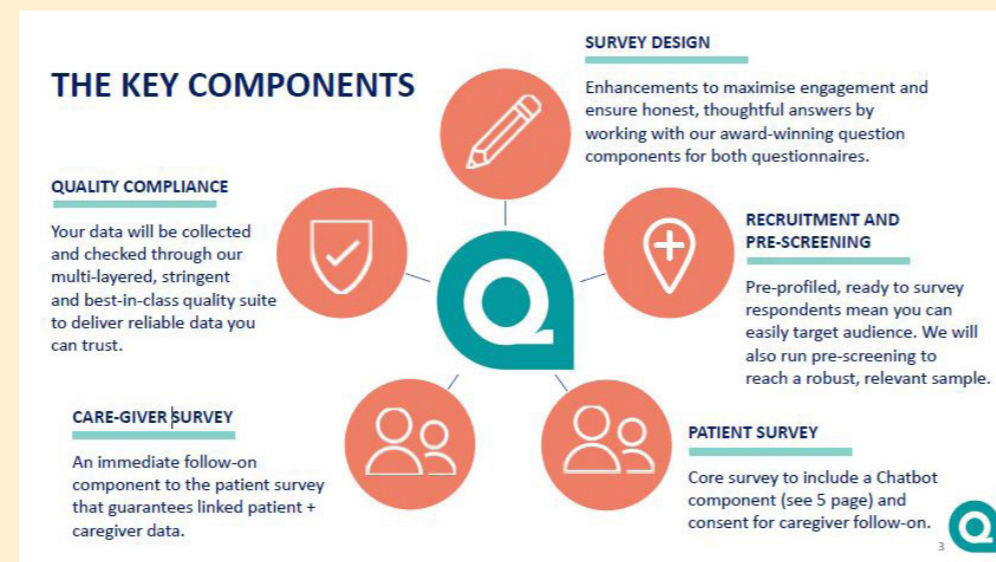 THE KEY COMPONENTS
SURVEY DESIGN
Enhancements to maximise engagement and
ensure honest, thoughtful answers by
working with our award-winning question
components for both questionnaires.
QUALITY COMPLIANCE
Your data will be collected
and checked through our
multi-layered, stringent
and best-in-class quality suite
to deliver reliable data you
can trust.
RECRUITMENT AND
PRE-SCREENING
Pre-profiled, ready to survey
respondents mean you can
easily target audience. We will
also run pre-screening to
reach a robust, relevant sample.
CARE-GIVER SURVEY
An immediate follow-on
component to the patient survey
that guarantees linked patient +
caregiver data.
PATIENT SURVEY
Core survey to include a Chatbot
component (see 5 page) and
consent for caregiver follow-on.
3